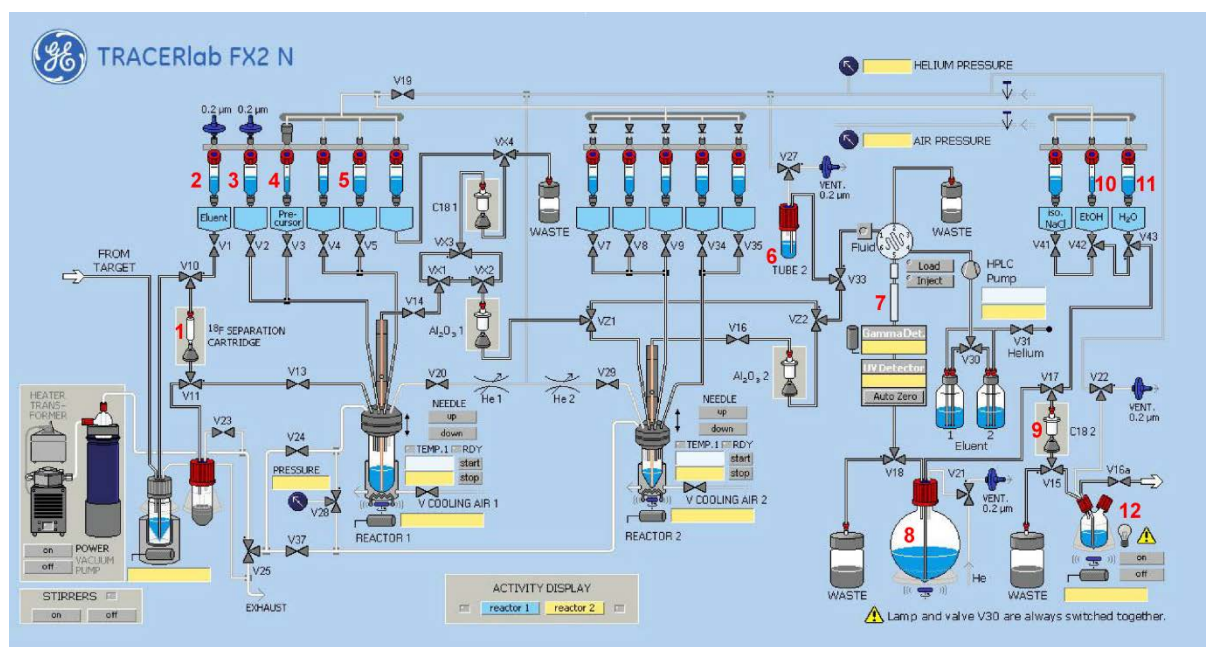 GE TRACERlab FX2 N
HELIUM PRESSURE
V19
0.2 µm 0.2 µm
AIR PRESSURE
VX4
V27
VENT.
0.2 µm
2 3 4 5
10 11
C18 1
WASTE
Eluent
Pre-
cursor
Iso.
NaCl
EtOH
H₂O
V1 V2 V3 V4 V5
VX3
V7 V8 V9 V34 V35
6
TUBE 2
Fluid
1 2 3 4 5
WASTE
V41 V42 V43
FROM
TARGET
V10
VX1 VX2
V33
Load
Inject
HPLC
Pump
7
V14
1
18F SEPARATION
CARTRIDGE
Al₂O₃ 1
VZ1
V16
VZ2
GammaDet.
V31
Helium
V30
UV Detector
Auto Zero
V11
V13
V20
He 1
He 2
V29
Al₂O₃ 2
V17
V22
VENT.
0.2 µm
HEATER
TRANS-
FORMER
V23
V24
NEEDLE
up
down
NEEDLE
up
down
1 2
Eluent
9
C18 2
TEMP.1 RDY
start
stop
TEMP.1 RDY
start
stop
PRESSURE
V28
V COOLING AIR 1
V COOLING AIR 2
V18
V21
VENT.
0.2 µm
V15
V16a
REACTOR 1
REACTOR 2
8
12
on POWER
off VACUUM
PUMP
V37
V25
He
on
off
EXHAUST
ACTIVITY DISPLAY
reactor 1 reactor 2
WASTE
WASTE
STIRRERS
on off
Lamp and valve V30 are always switched together.